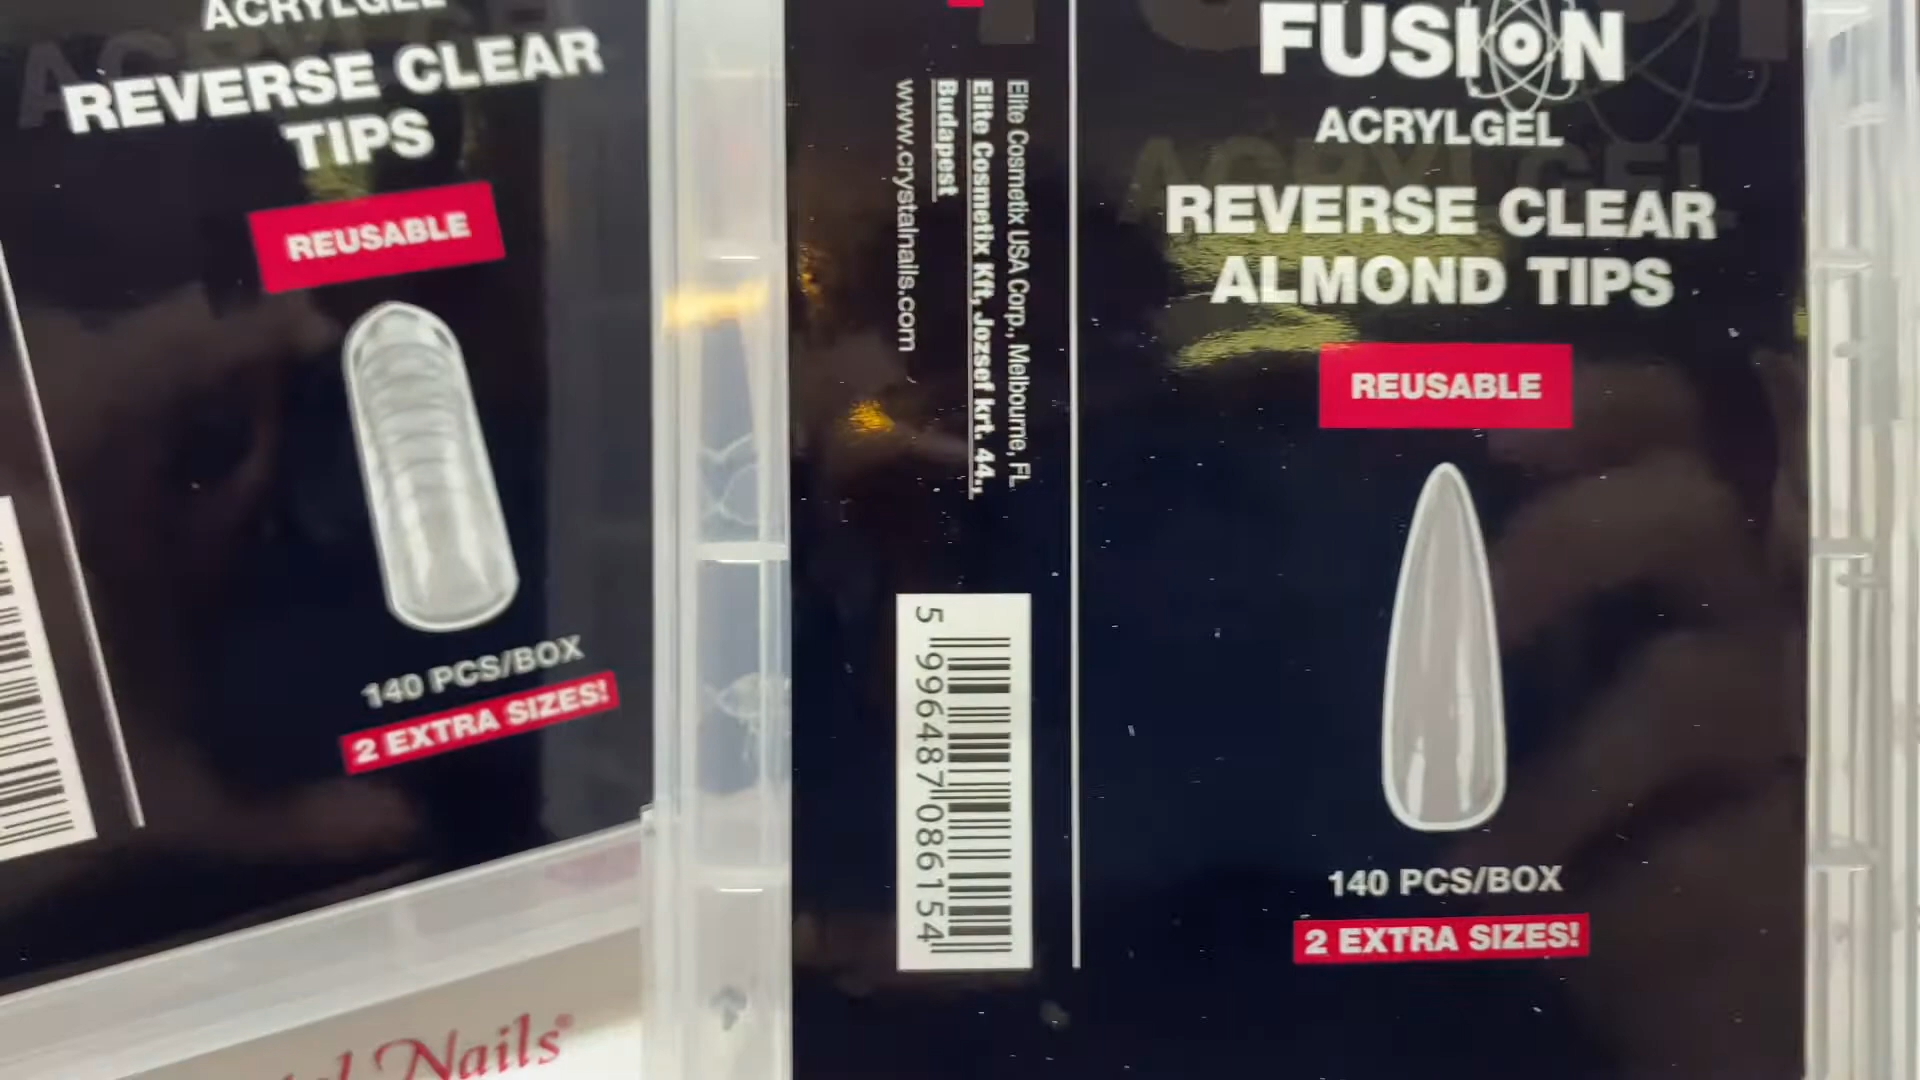 ACRYLGEL
REVERSE CLEAR
TIPS
REUSABLE
140 PCS/BOX
2 EXTRA SIZES!
Nails®
Elite Cosmetix USA Corp., Melbourne, FL
Elite Cosmetix Kft, Jozsef krt. 44.,
Budapest
www.crystalnails.com
5 996487 086154
FUSION
ACRYLGEL
REVERSE CLEAR
ALMOND TIPS
REUSABLE
140 PCS/BOX
2 EXTRA SIZES!